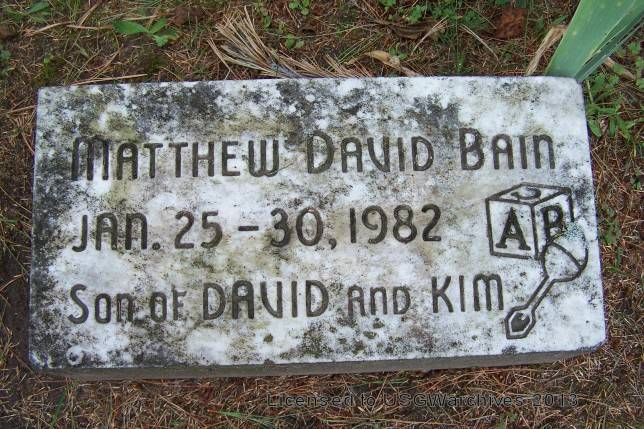 Matthew David Bain
Jan. 25 – 30, 1982
A B
Son of DAVID and KIM
Licensed to USGWarchives 2013